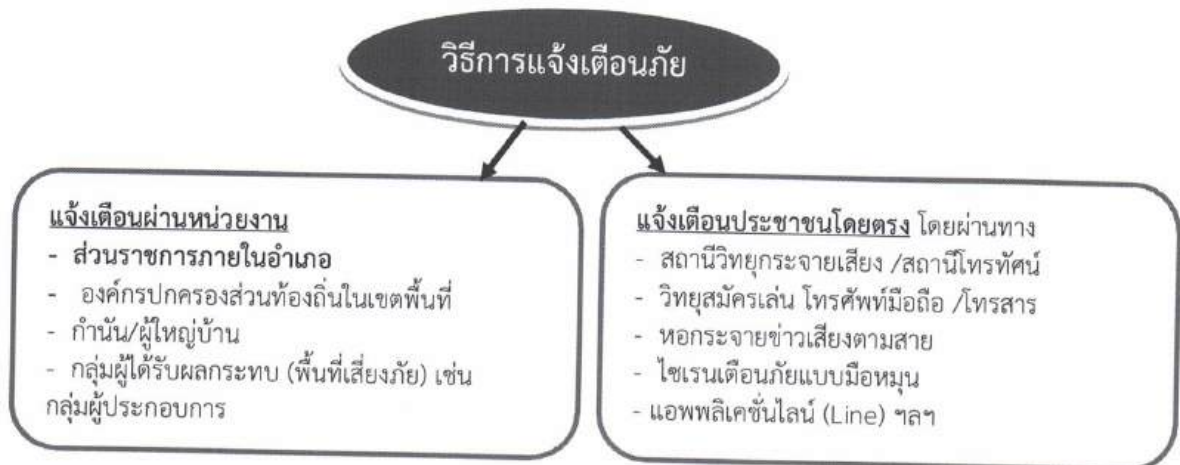 วิธีการแจ้งเตือนภัย
แจ้งเตือนผ่านหน่วยงาน
- ส่วนราชการภายในอำเภอ
- องค์กรปกครองส่วนท้องถิ่นในเขตพื้นที่
- กำนัน/ผู้ใหญ่บ้าน
- กลุ่มผู้ได้รับผลกระทบ (พื้นที่เสี่ยงภัย) เช่น
กลุ่มผู้ประกอบการ
แจ้งเตือนประชาชนโดยตรง โดยผ่านทาง
- สถานีวิทยุกระจายเสียง /สถานีโทรทัศน์
- วิทยุสมัครเล่น โทรศัพท์มือถือ /โทรสาร
- หอกระจายข่าวเสียงตามสาย
- ไซเรนเตือนภัยแบบมือหมุน
- แอพพลิเคชั่นไลน์ (Line) ฯลฯ